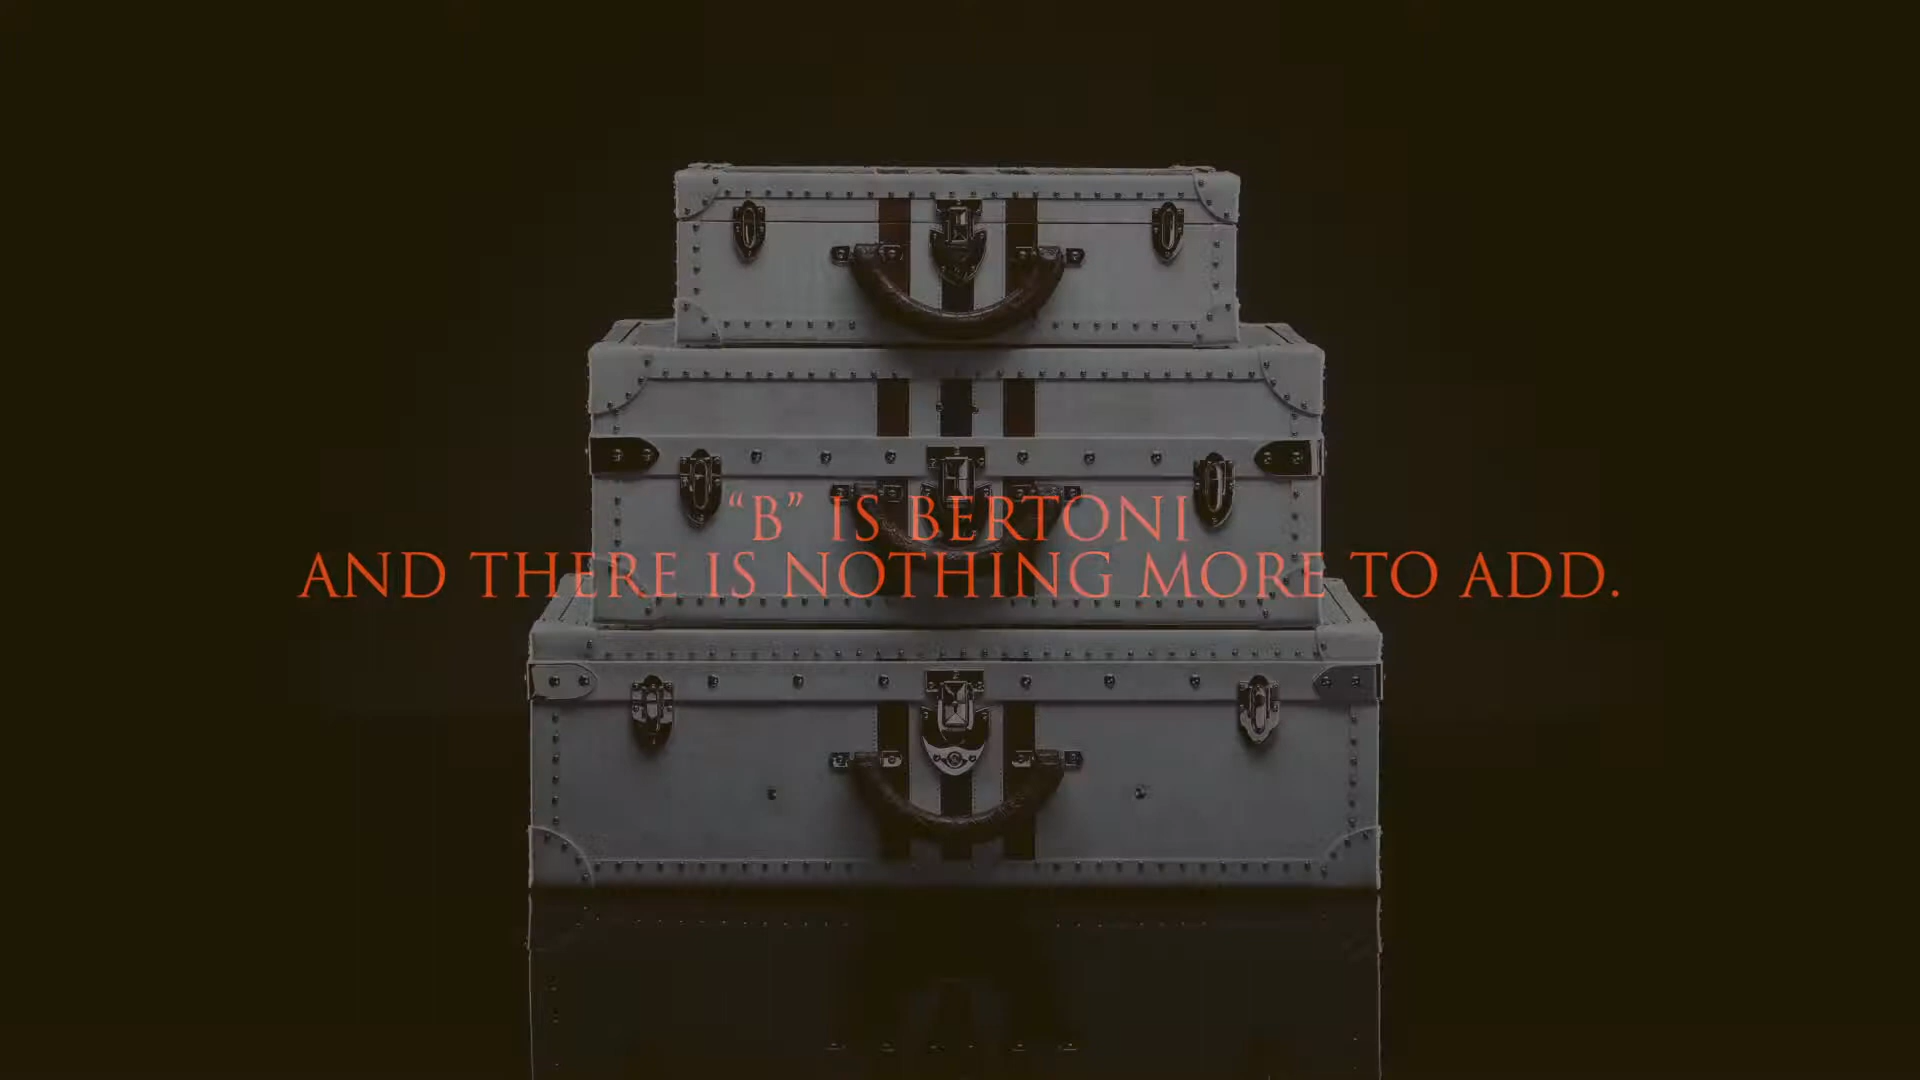 “B” IS BERTONI
AND THERE IS NOTHING MORE TO ADD.